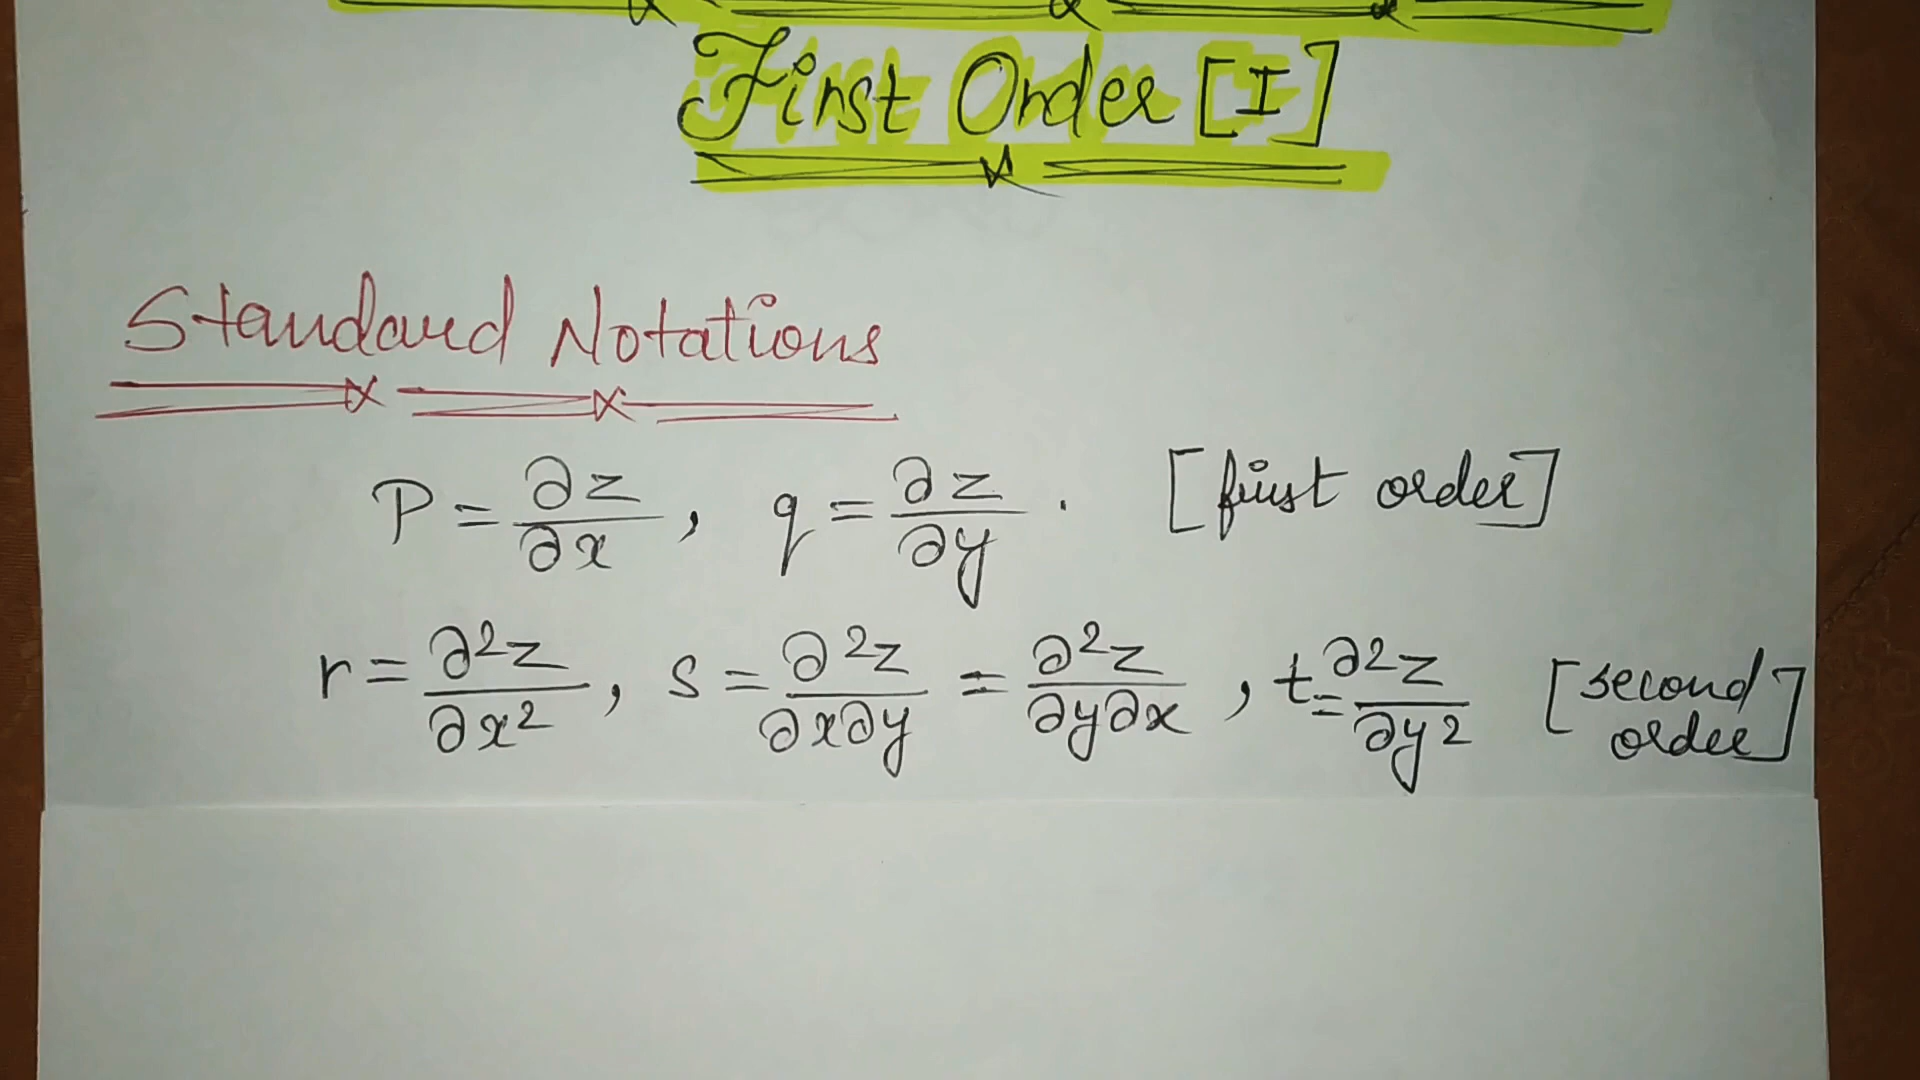 First Order [I]
Standard Notations
P = ∂z/∂x , q = ∂z/∂y . [first order]
r = ∂²z/∂x² , s = ∂²z/∂x∂y = ∂²z/∂y∂x , t = ∂²z/∂y² [second order]